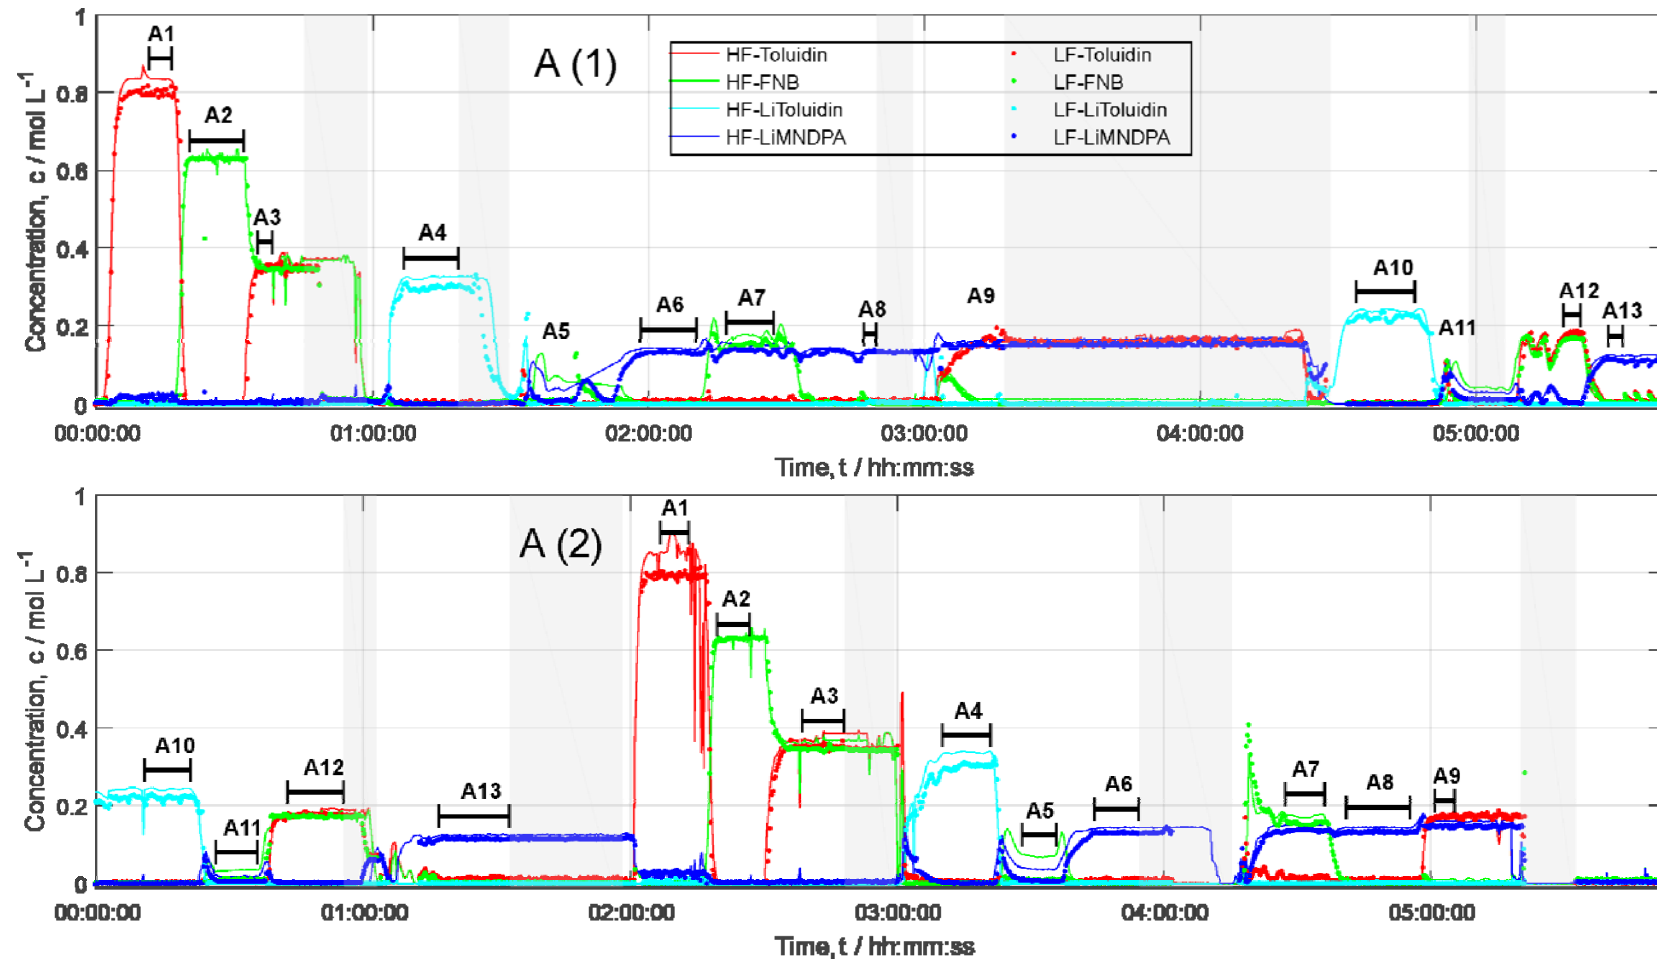 1
A1
A (1)
HF-Toluidin
LF-Toluidin
HF-FNB
LF-FNB
HF-LiToluidin
LF-LiToluidin
HF-LiMNDPA
LF-LiMNDPA
0.8
A2
0.6
A3
A4
0.4
A10
A6
A7
A8
A9
A12
A13
0.2
A5
A11
0
Concentration, c / mol L-1
00:00:00
01:00:00
02:00:00
03:00:00
04:00:00
05:00:00
Time, t / hh:mm:ss
1
A1
A (2)
0.8
A2
0.6
A3
A4
0.4
A10
A12
A13
A6
A7
A8
A9
0.2
A11
A5
0
Concentration, c / mol L-1
00:00:00
01:00:00
02:00:00
03:00:00
04:00:00
05:00:00
Time, t / hh:mm:ss